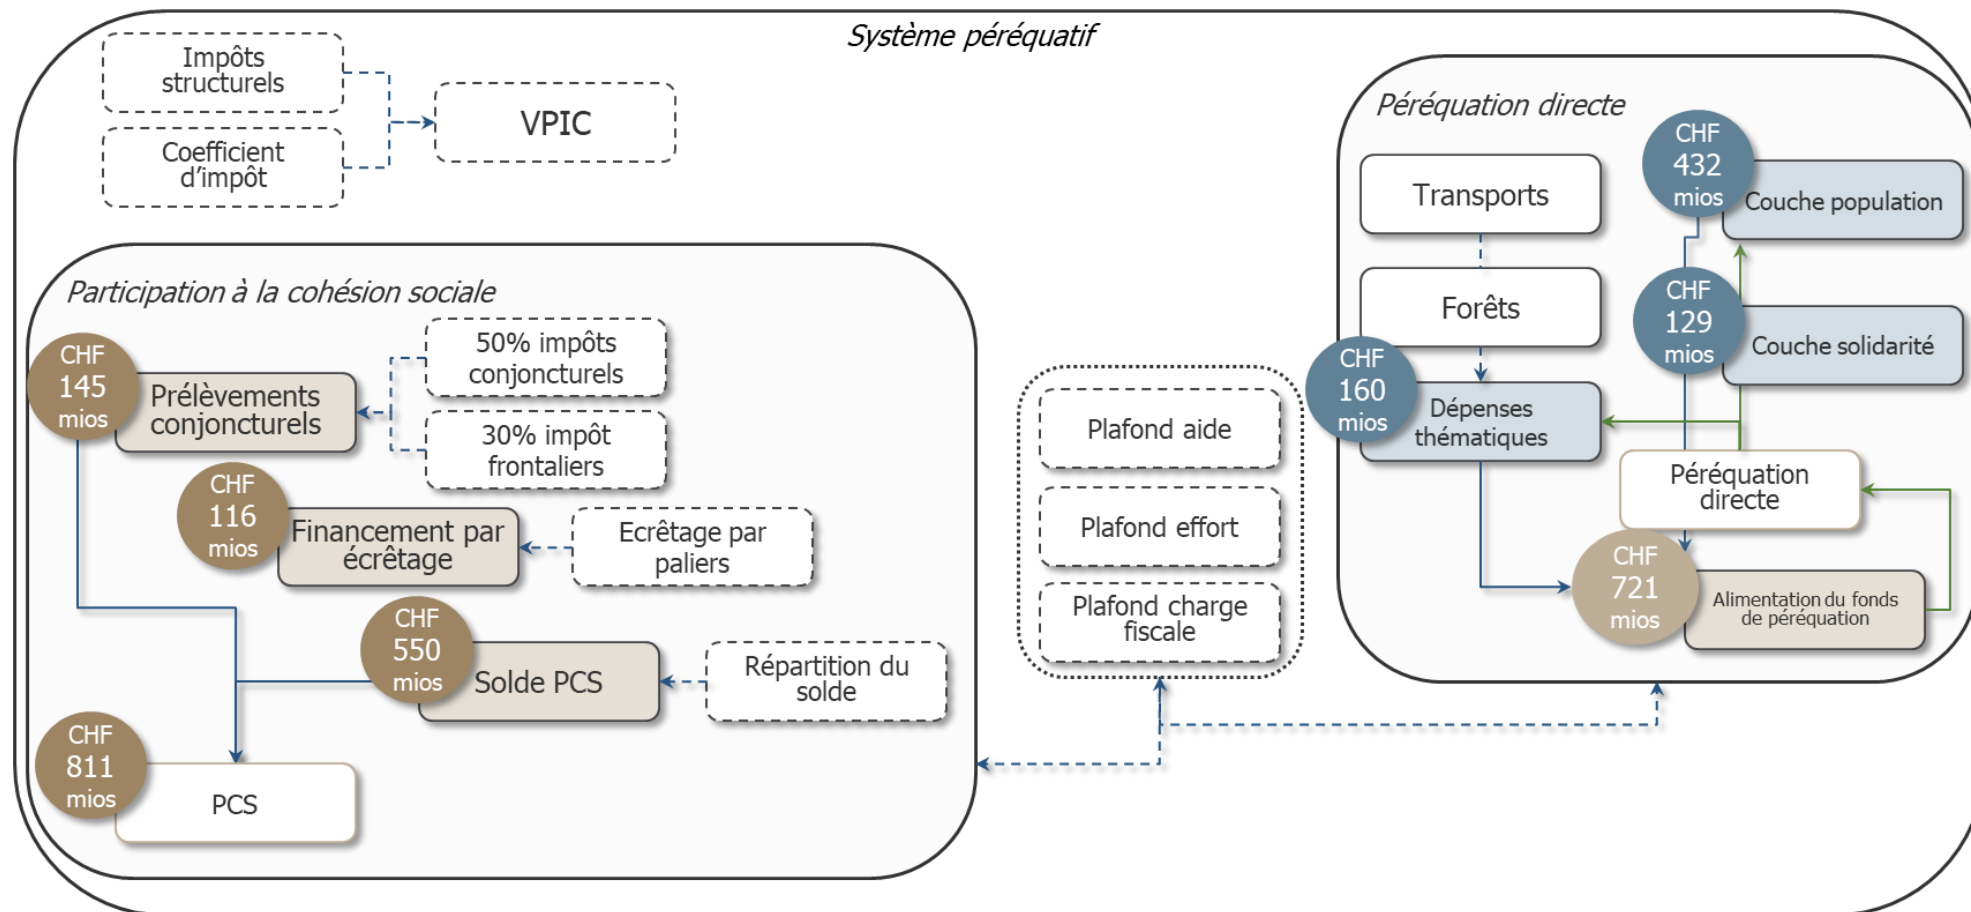 Système péréquatif
Impôts
structurels
Coefficient
d'impôt
VPIC
Participation à la cohésion sociale
CHF
145
mios
Prélèvements
conjoncturels
50% impôts
conjoncturels
30% impôt
frontaliers
CHF
116
mios
Financement par
écrêtage
Ecrêtage par
paliers
CHF
550
mios
Solde PCS
Répartition du
solde
CHF
811
mios
PCS
Plafond aide
Plafond effort
Plafond charge
fiscale
Péréquation directe
CHF
432
mios
Couche population
Transports
Forêts
CHF
129
mios
Couche solidarité
CHF
160
mios
Dépenses
thématiques
Péréquation
directe
CHF
721
mios
Alimentation du fonds
de péréquation